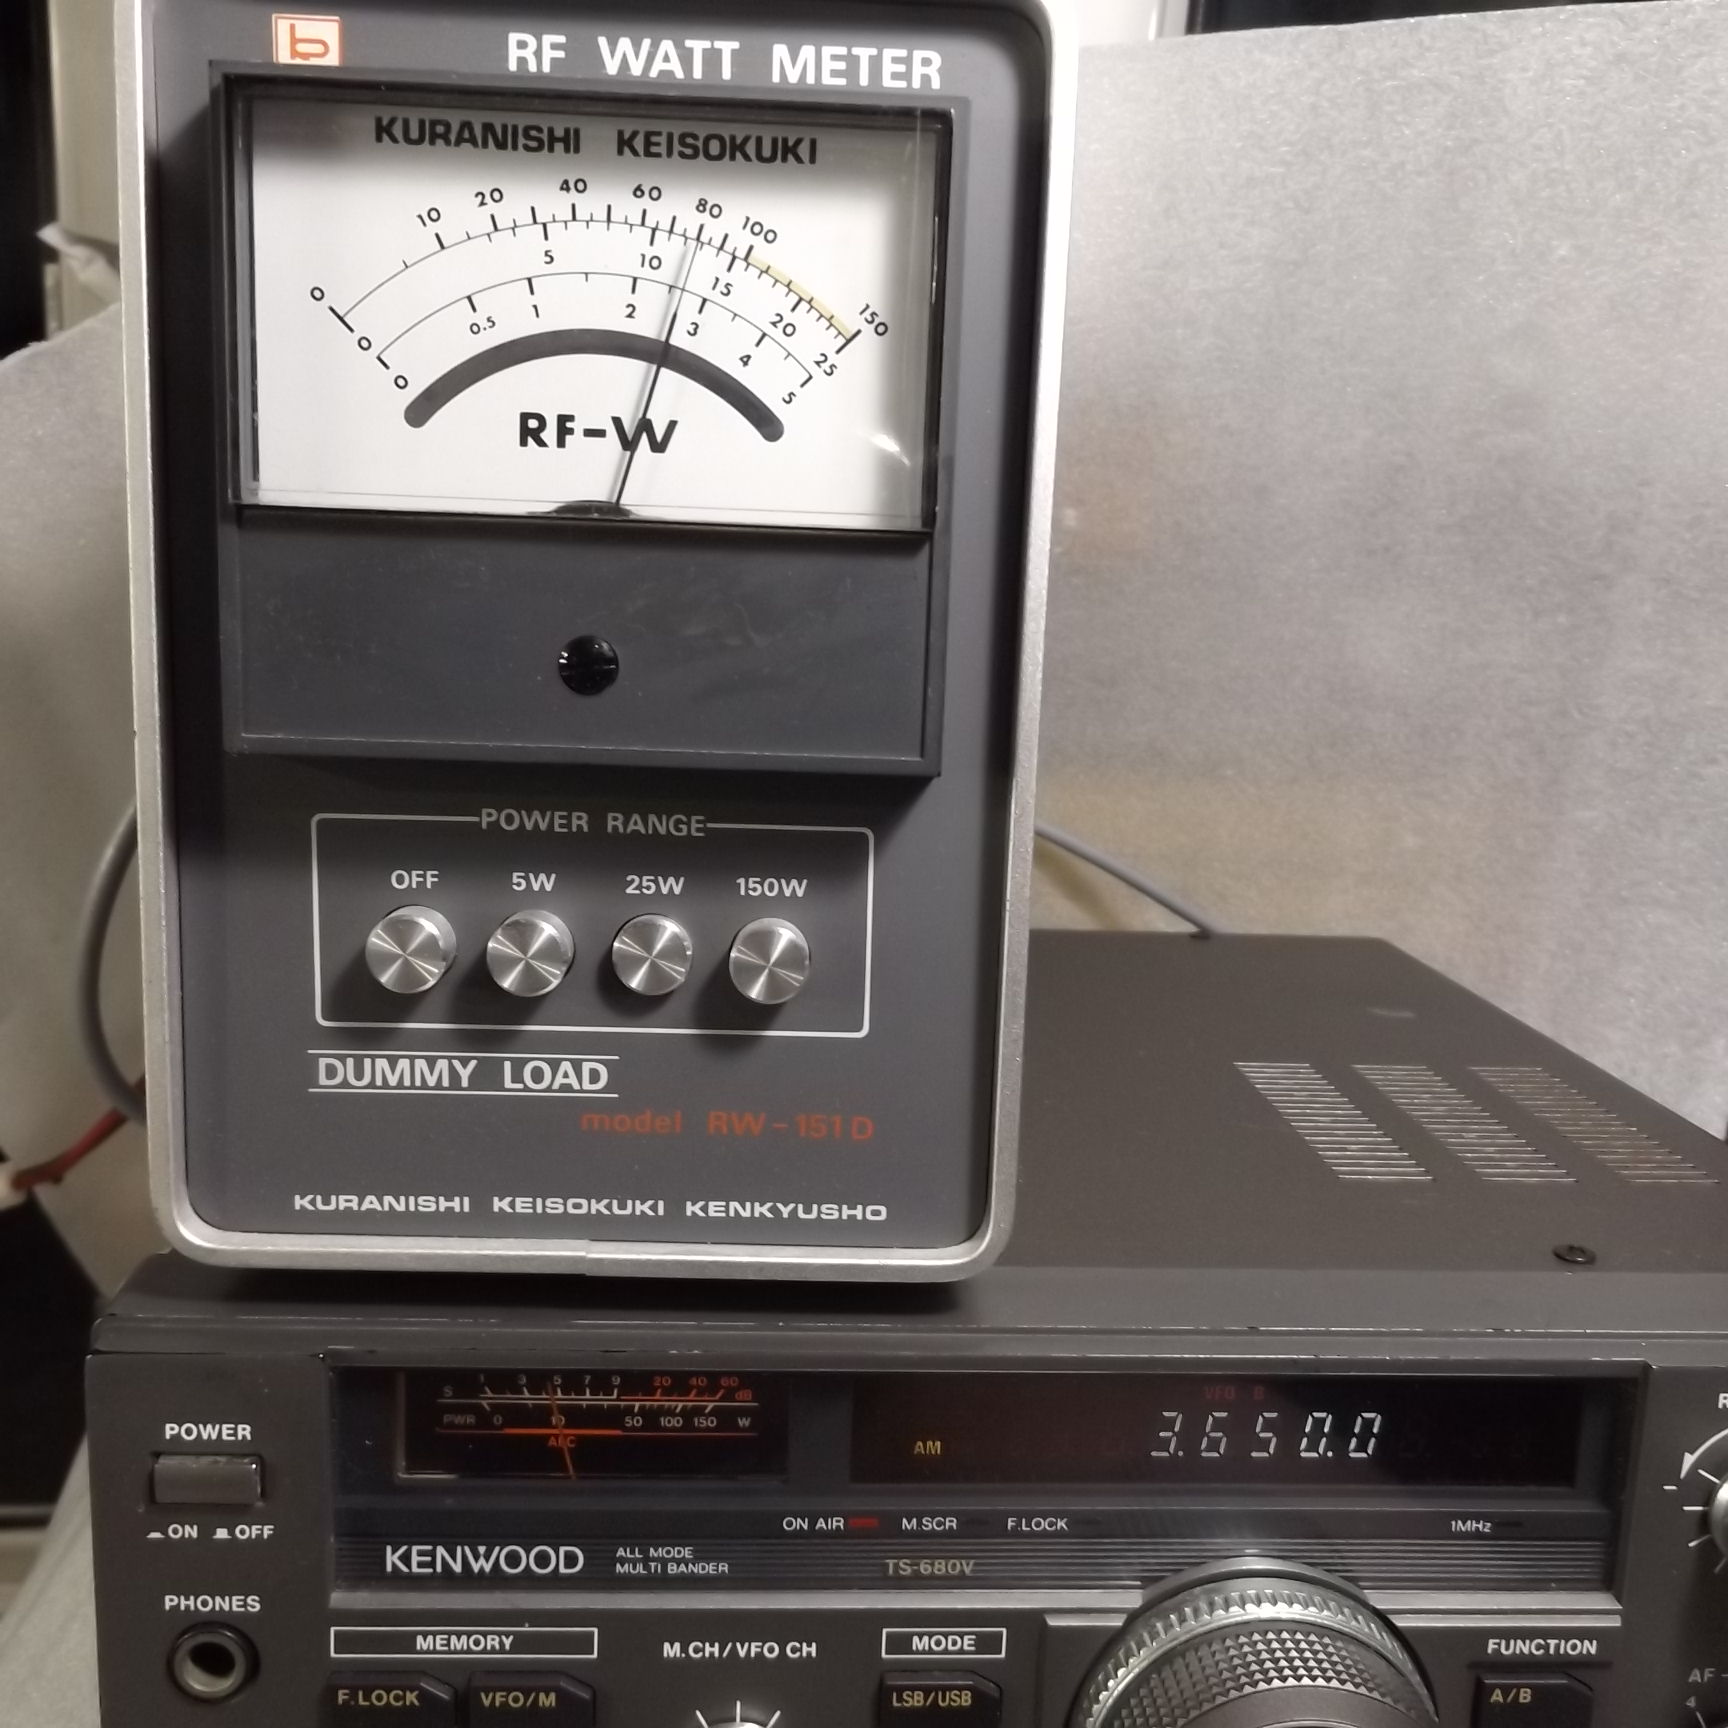 RF WATT METER
KURANISHI KEISOKUKI
0 10 20 40 60 80 100 150
0 5 10 15 20 25
0 0.5 1 2 3 4 5
RF-W
POWER RANGE
OFF 5W 25W 150W
DUMMY LOAD
model RW-151D
KURANISHI KEISOKUKI KENKYUSHO
S 1 3 5 7 9 20 40 60 dB
PWR 0 10 50 100 150 W
ALC
VFO B
AM 3.650.0
POWER
ON OFF
ON AIR M.SCR F.LOCK 1MHz
KENWOOD ALL MODE
MULTI BANDER
TS-680V
PHONES
MEMORY M.CH/VFO CH MODE FUNCTION
F.LOCK VFO/M LSB/USB A/B
AF
4